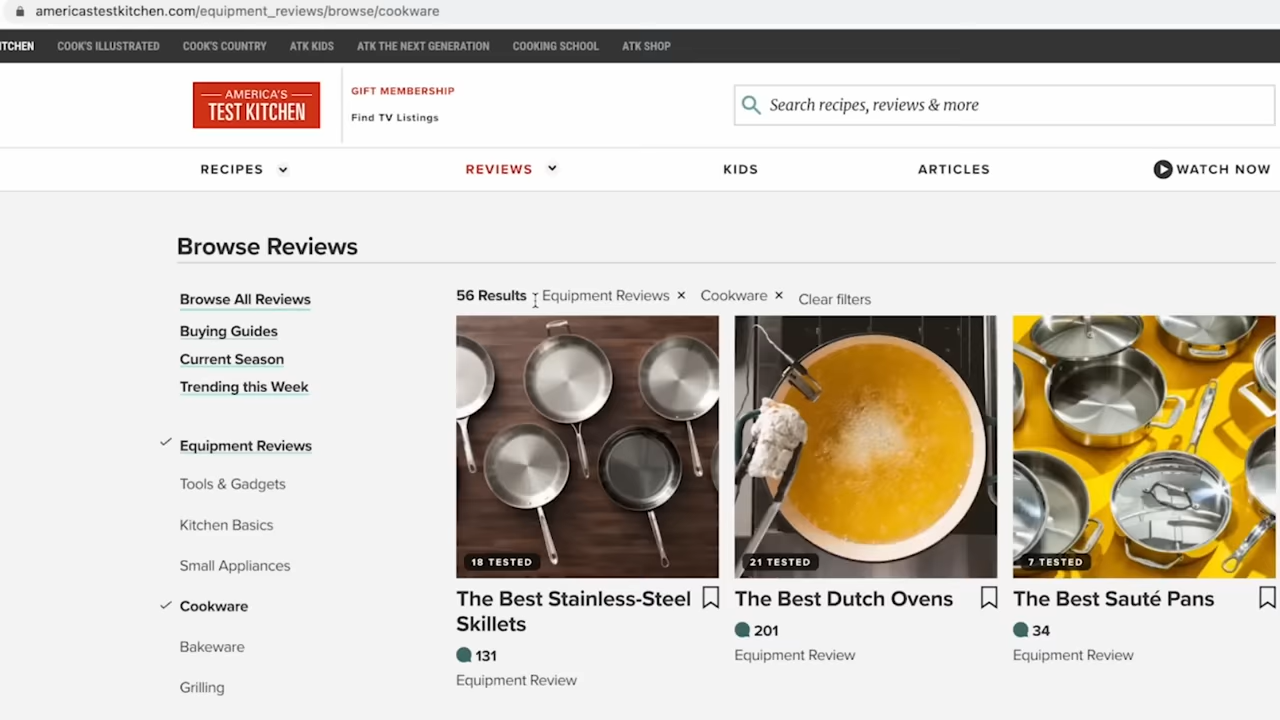 americastestkitchen.com/equipment_reviews/browse/cookware
ITCHEN COOK'S ILLUSTRATED COOK'S COUNTRY ATK KIDS ATK THE NEXT GENERATION COOKING SCHOOL ATK SHOP
AMERICA'S
TEST KITCHEN
GIFT MEMBERSHIP
Find TV Listings
Search recipes, reviews & more
RECIPES REVIEWS KIDS ARTICLES WATCH NOW
Browse Reviews
Browse All Reviews
Buying Guides
Current Season
Trending this Week
Equipment Reviews
Tools & Gadgets
Kitchen Basics
Small Appliances
Cookware
Bakeware
Grilling
56 Results - Equipment Reviews × Cookware × Clear filters
18 TESTED
The Best Stainless-Steel
Skillets
131
Equipment Review
21 TESTED
The Best Dutch Ovens
201
Equipment Review
7 TESTED
The Best Sauté Pans
34
Equipment Review